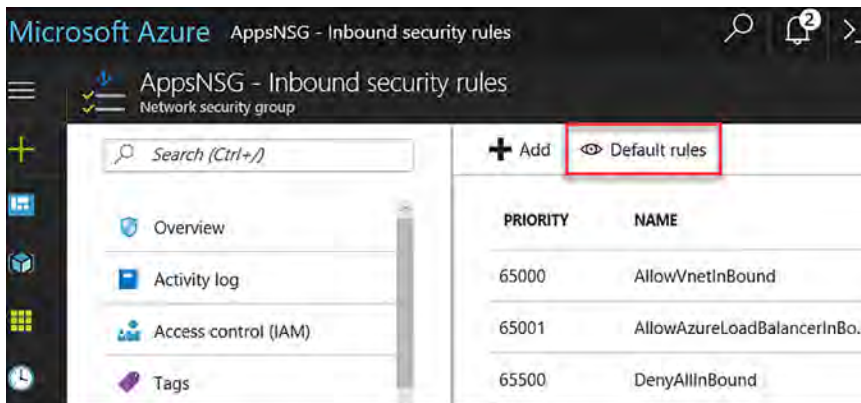 Microsoft Azure AppsNSG - Inbound security rules 2
AppsNSG - Inbound security rules
Network security group
Search (Ctrl+/)
Add Default rules
Overview
PRIORITY NAME
Activity log
65000 AllowVnetInBound
Access control (IAM)
65001 AllowAzureLoadBalancerInBo..
Tags
65500 DenyAllInBound